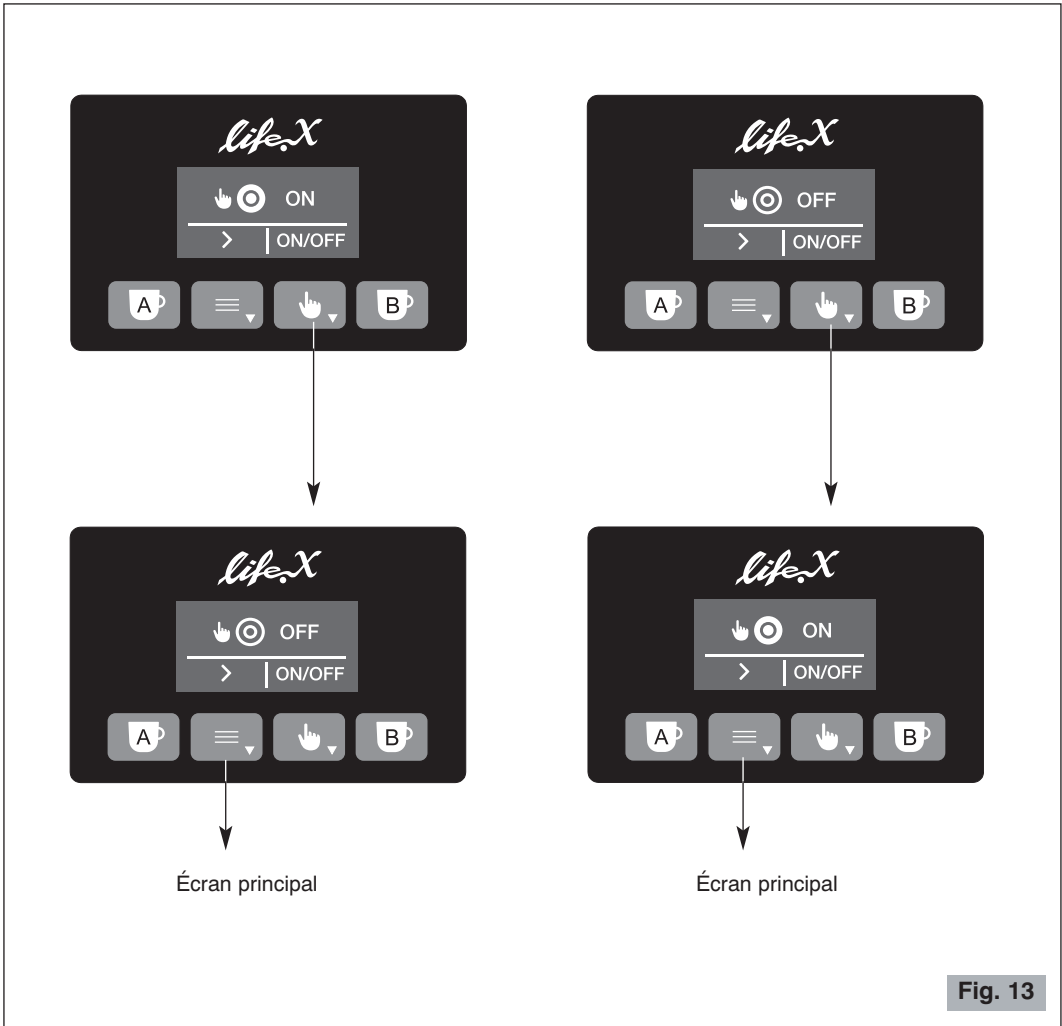 life.X
ON
> ON/OFF
A B
life.X
OFF
> ON/OFF
A B
life.X
OFF
> ON/OFF
A B
Écran principal
life.X
ON
> ON/OFF
A B
Écran principal
Fig. 13